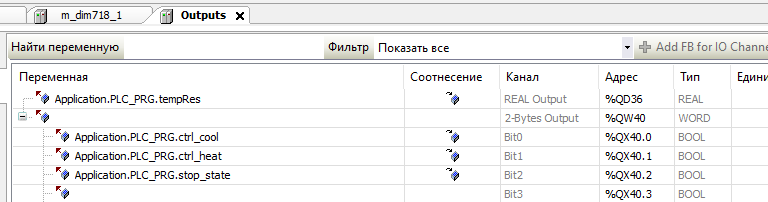 m_dim718_1 Outputs
Найти переменную Фильтр Показать все Add FB for IO Channe
Переменная Соотнесение Канал Адрес Тип Едини
Application.PLC_PRG.tempRes REAL Output %QD36 REAL
2-Bytes Output %QW40 WORD
Application.PLC_PRG.ctrl_cool Bit0 %QX40.0 BOOL
Application.PLC_PRG.ctrl_heat Bit1 %QX40.1 BOOL
Application.PLC_PRG.stop_state Bit2 %QX40.2 BOOL
Bit3 %QX40.3 BOOL